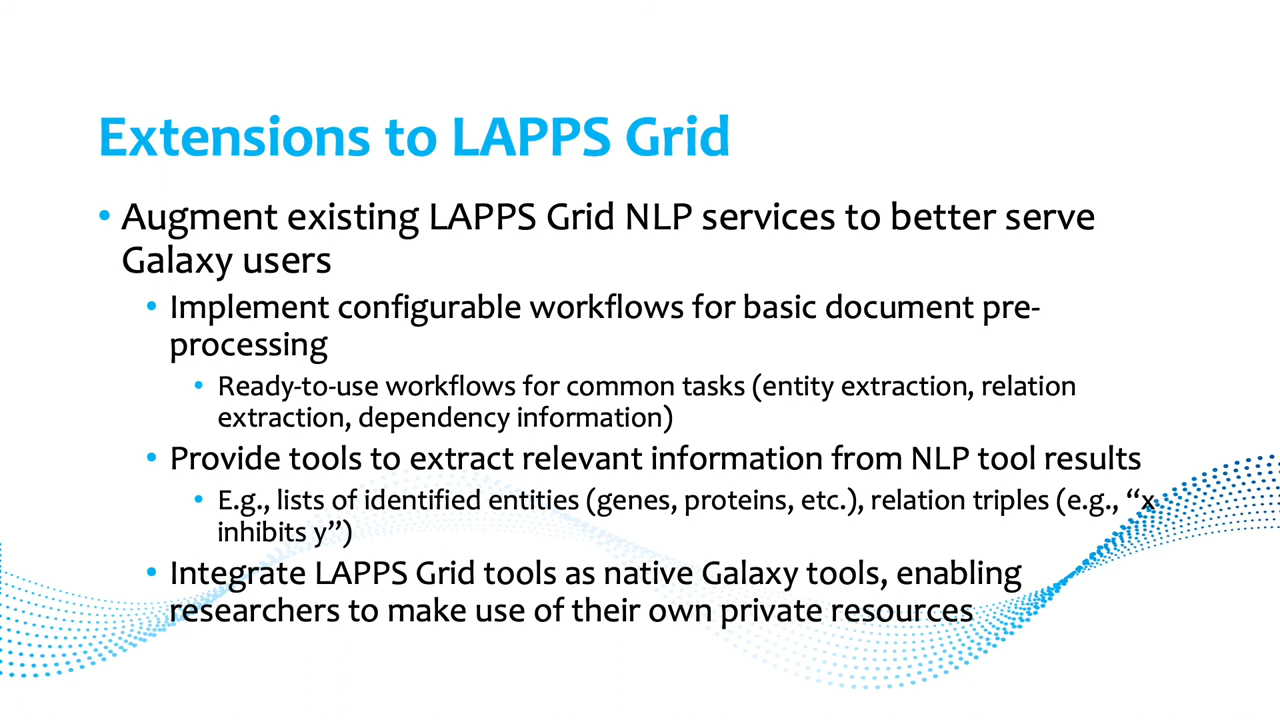 Extensions to LAPPS Grid
• Augment existing LAPPS Grid NLP services to better serve
Galaxy users
• Implement configurable workflows for basic document pre-
processing
• Ready-to-use workflows for common tasks (entity extraction, relation
extraction, dependency information)
• Provide tools to extract relevant information from NLP tool results
• E.g., lists of identified entities (genes, proteins, etc.), relation triples (e.g., “x
inhibits y”)
• Integrate LAPPS Grid tools as native Galaxy tools, enabling
researchers to make use of their own private resources